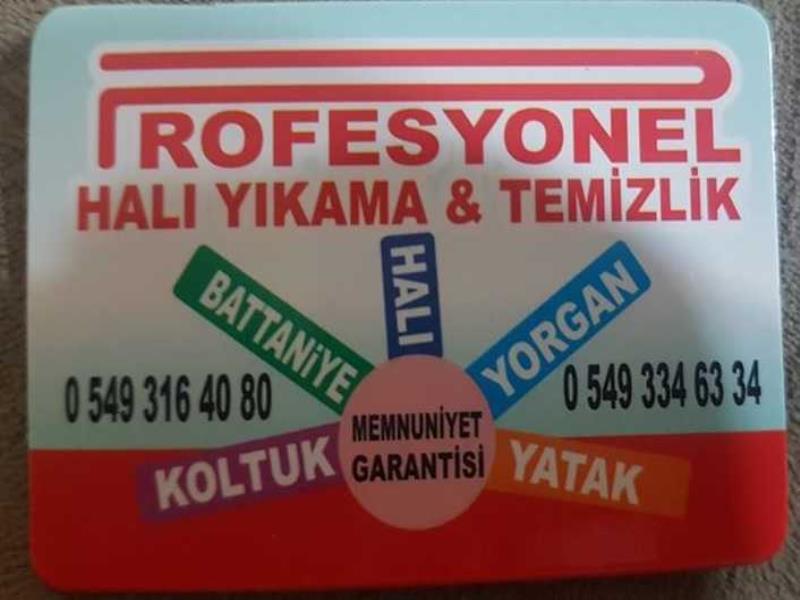 PROFESYONEL
HALI YIKAMA & TEMİZLİK
BATTANİYE
HALI
YORGAN
0 549 316 40 80
0 549 334 63 34
KOLTUK
MEMNUNİYET
GARANTİSİ
YATAK